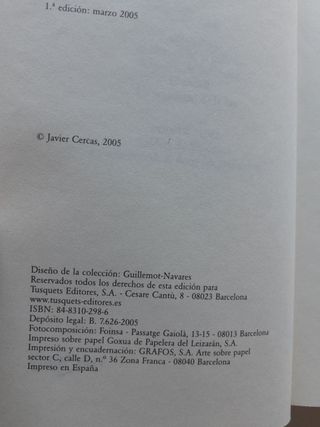 1.ª edición: marzo 2005
© Javier Cercas, 2005
Diseño de la colección: Guillemot-Navares
Reservados todos los derechos de esta edición para
Tusquets Editores, S.A. - Cesare Cantù, 8 - 08023 Barcelona
www.tusquets-editores.es
ISBN: 84-8310-298-6
Depósito legal: B. 7.626-2005
Fotocomposición: Foinsa - Passatge Gaiolà, 13-15 - 08013 Barcelona
Impreso sobre papel Goxua de Papelera del Leizarán, S.A.
Impresión y encuadernación: GRAFOS, S.A. Arte sobre papel
sector C, calle D, n.º 36 Zona Franca - 08040 Barcelona
Impreso en España